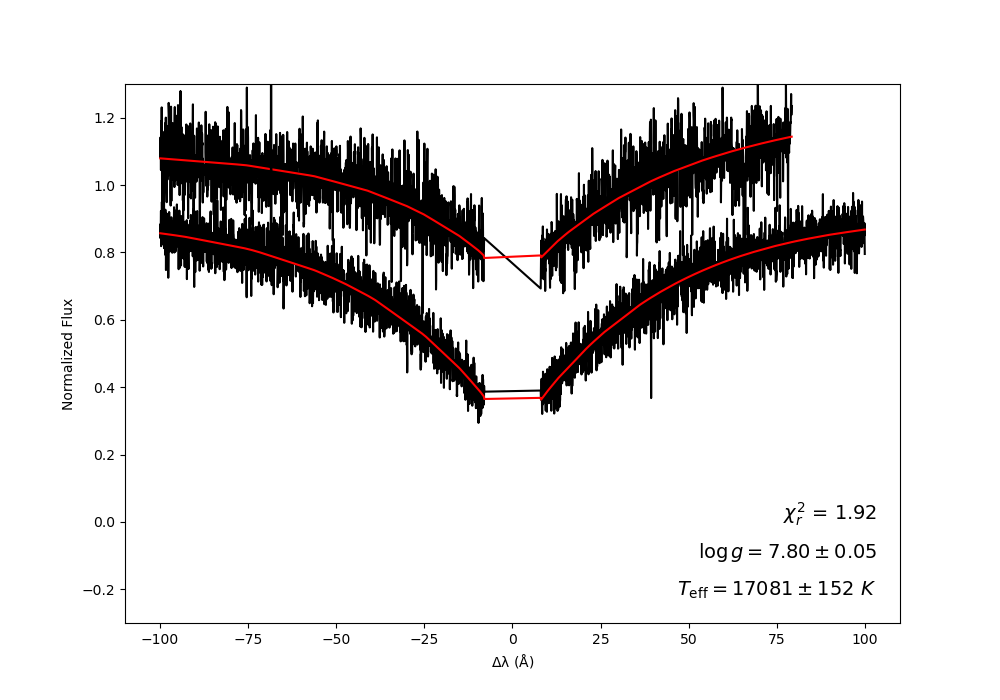 1.2
1.0
0.8
0.6
0.4
0.2
0.0
−0.2
Normalized Flux
χ_r^2 = 1.92
log g = 7.80 ± 0.05
T_eff = 17081 ± 152 K
−100 −75 −50 −25 0 25 50 75 100
Δλ (Å)